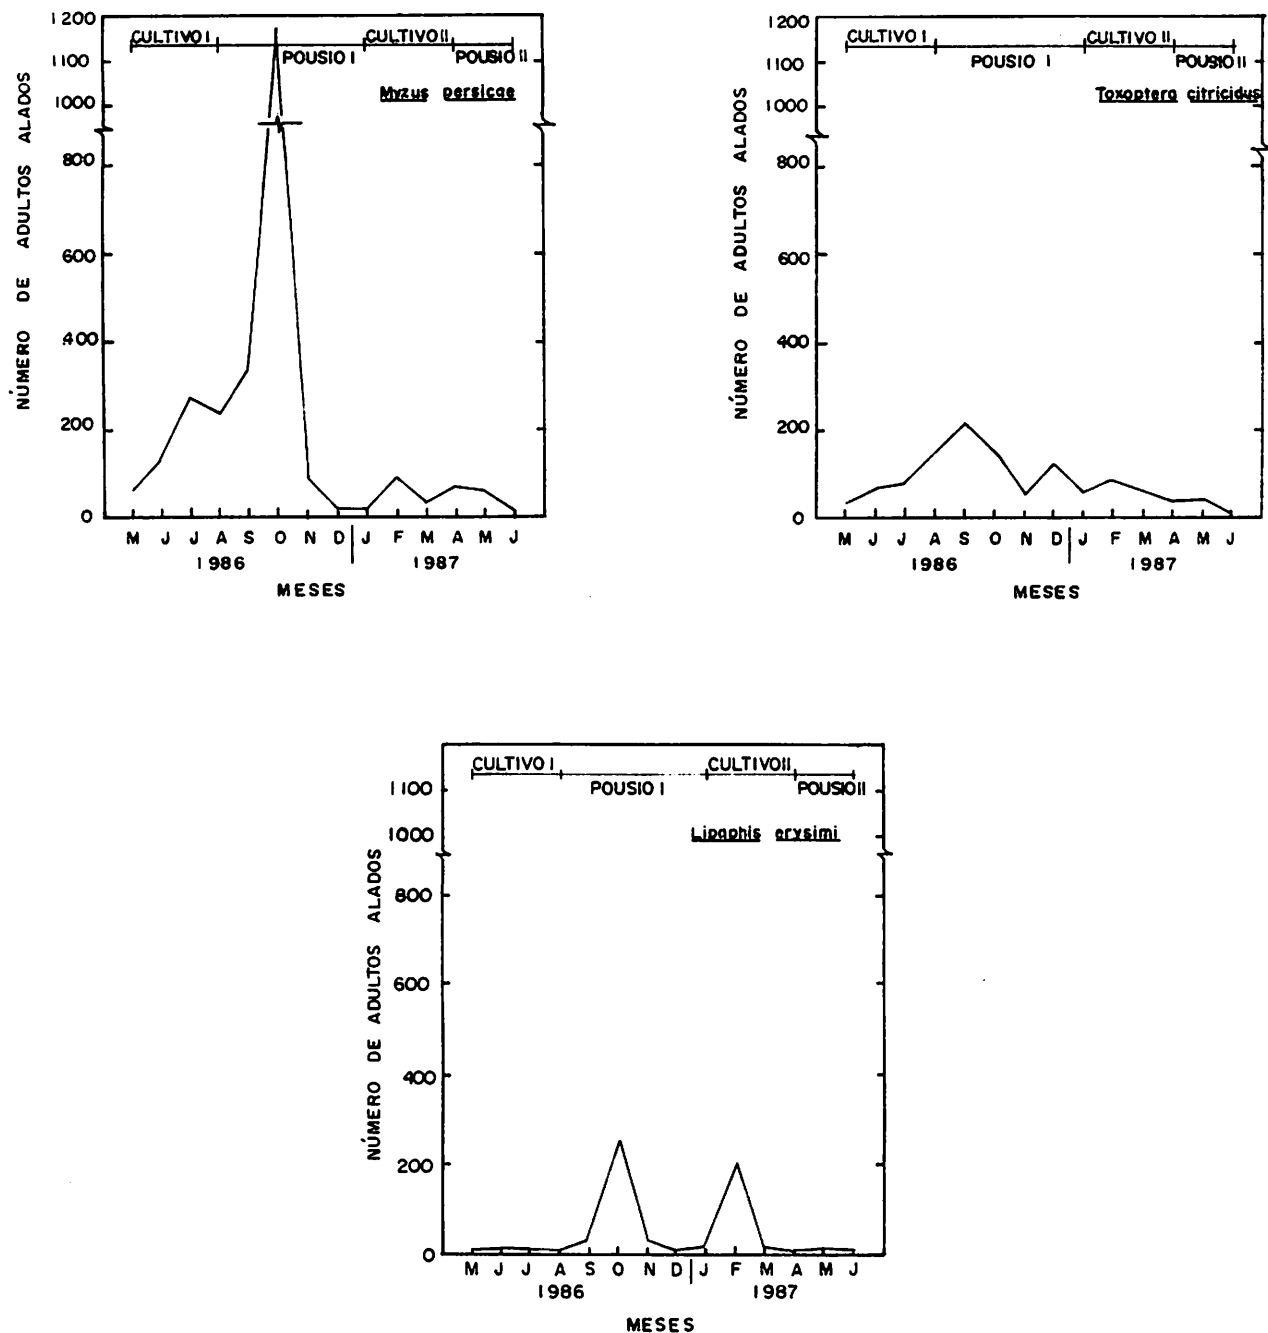 NÚMERO DE ADULTOS ALADOS
1200
1100
1000
800
600
400
200
0
CULTIVO I
POUSIO I
CULTIVO II
POUSIO II
Myzus persicae
M J J A S O N D J F M A M J
1986 1987
MESES
NÚMERO DE ADULTOS ALADOS
1200
1100
1000
800
600
400
200
0
CULTIVO I
POUSIO I
CULTIVO II
POUSIO II
Toxoptera citricidus
M J J A S O N D J F M A M J
1986 1987
MESES
NÚMERO DE ADULTOS ALADOS
1100
1000
800
600
400
200
0
CULTIVO I
POUSIO I
CULTIVO II
POUSIO II
Lipaphis erysimi
M J J A S O N D J F M A M J
1986 1987
MESES